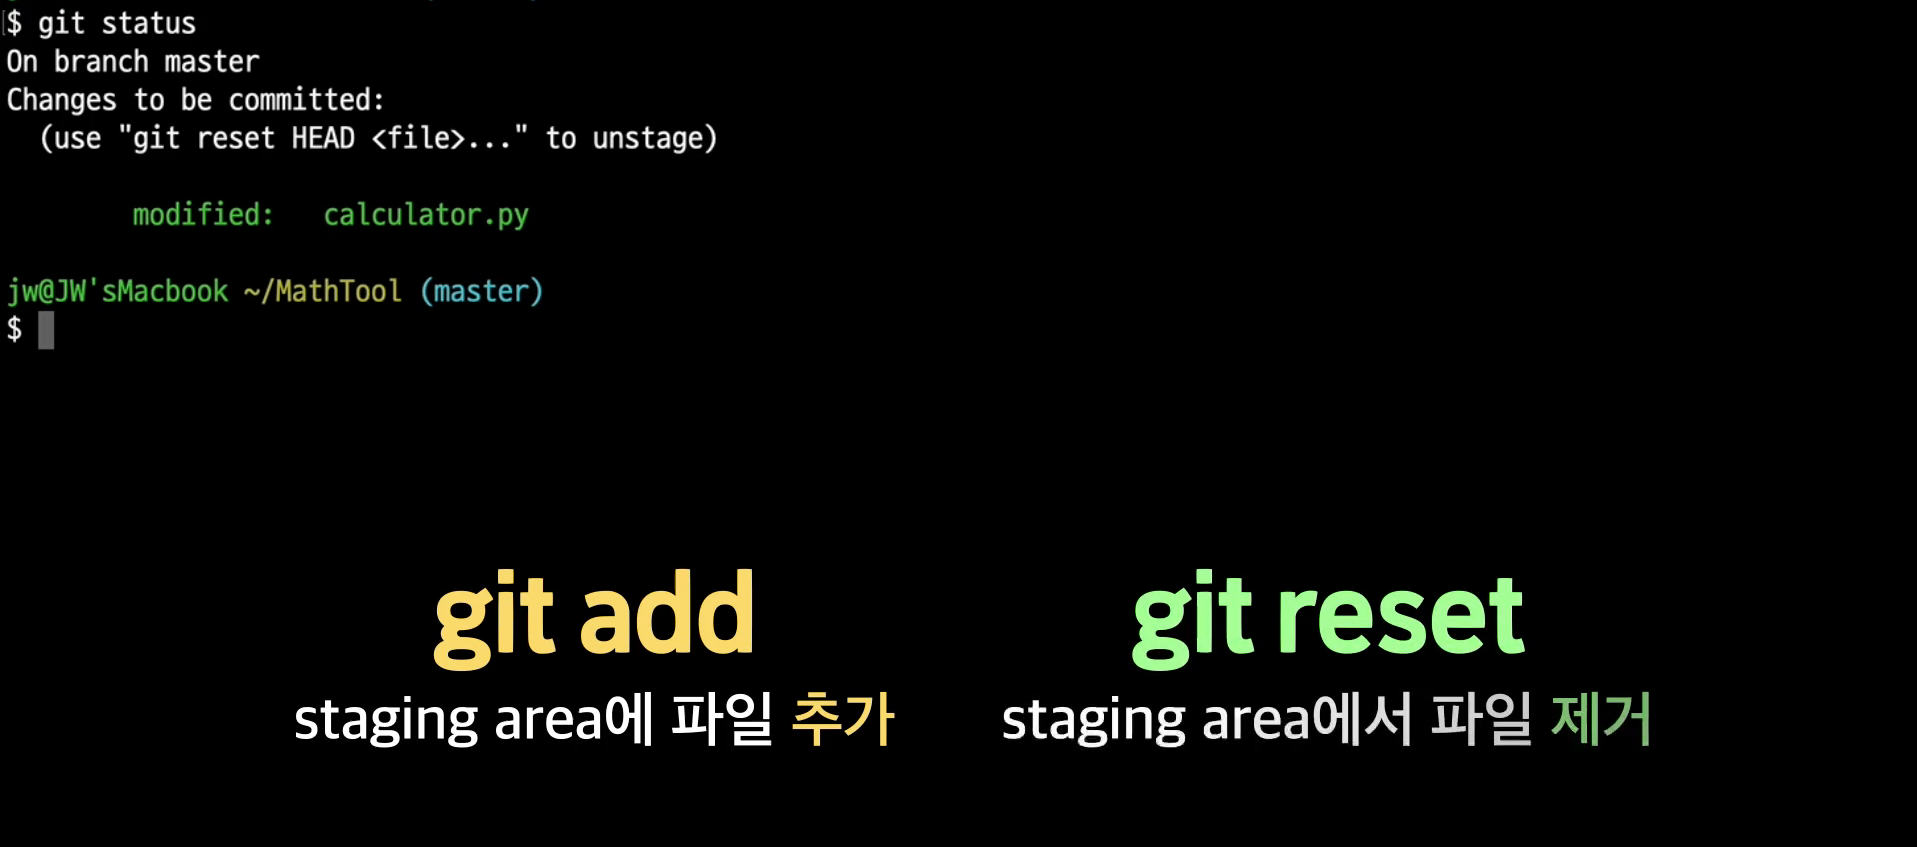 $ git status
On branch master
Changes to be committed:
  (use "git reset HEAD <file>..." to unstage)
modified:   calculator.py
jw@JW'sMacbook ~/MathTool (master)
$
git add
staging area에 파일 추가
git reset
staging area에서 파일 제거